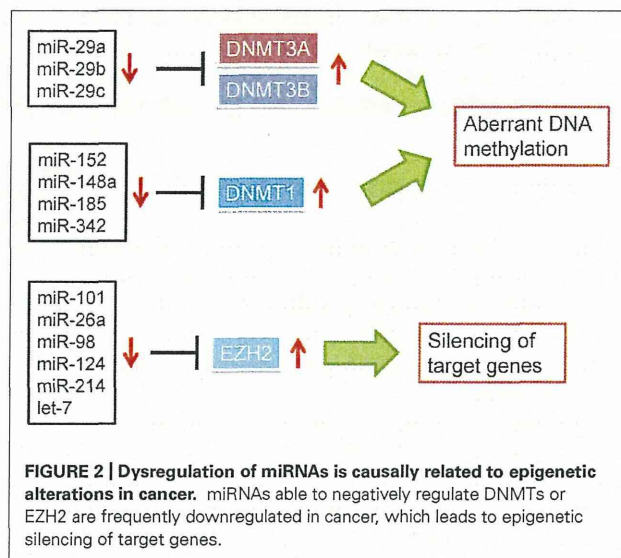 miR-29a
miR-29b
miR-29c
DNMT3A
DNMT3B
Aberrant DNA
methylation
miR-152
miR-148a
miR-185
miR-342
DNMT1
miR-101
miR-26a
miR-98
miR-124
miR-214
let-7
EZH2
Silencing of
target genes
FIGURE 2 | Dysregulation of miRNAs is causally related to epigenetic
alterations in cancer. miRNAs able to negatively regulate DNMTs or
EZH2 are frequently downregulated in cancer, which leads to epigenetic
silencing of target genes.